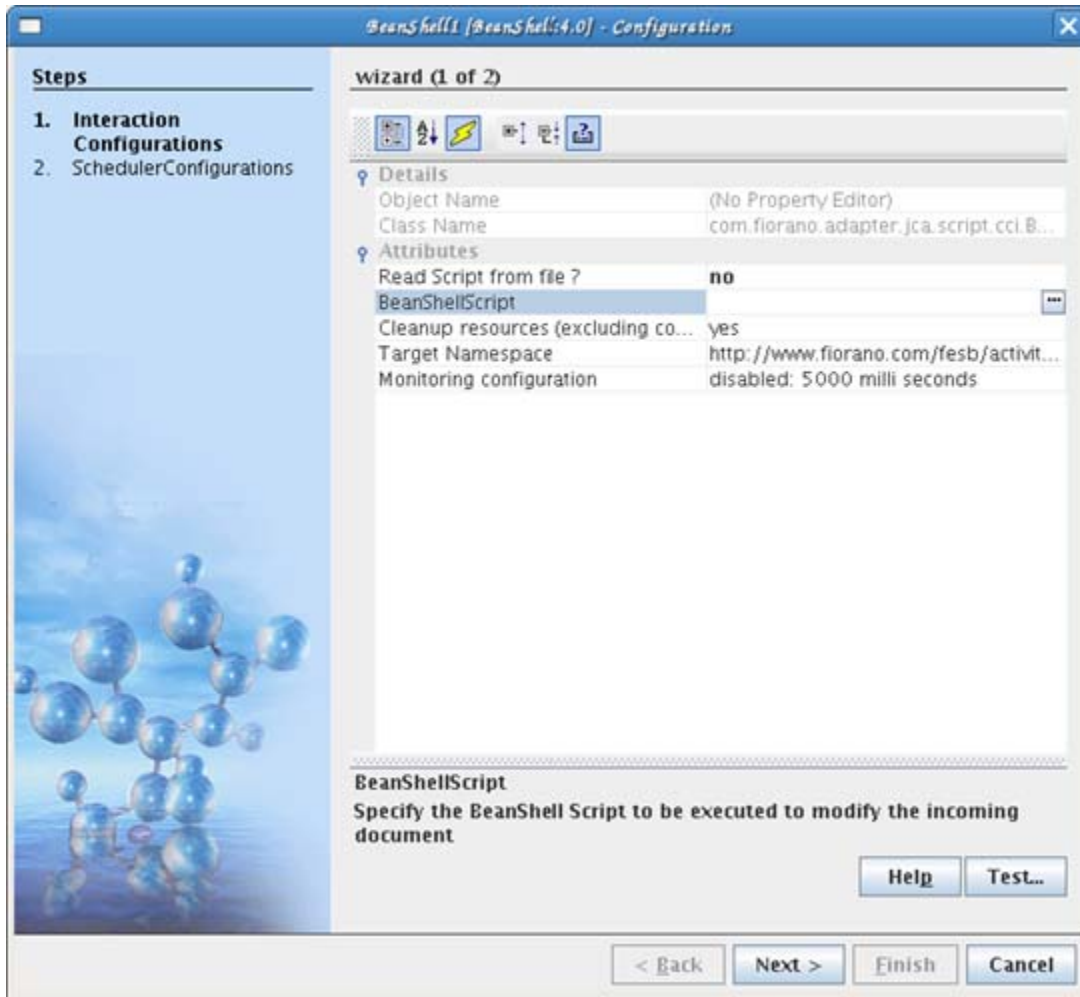 BeanShell1 [BeanShell:4.0] - Configuration
Steps
1. Interaction
Configurations
2. SchedulerConfigurations
wizard (1 of 2)
Details
Object Name (No Property Editor)
Class Name com.fiorano.adapter.jca.script.cci.B...
Attributes
Read Script from file ? no
BeanShellScript ...
Cleanup resources (excluding co... yes
Target Namespace http://www.fiorano.com/fesb/activit...
Monitoring configuration disabled: 5000 milli seconds
BeanShellScript
Specify the BeanShell Script to be executed to modify the incoming
document
Help Test...
< Back Next > Finish Cancel